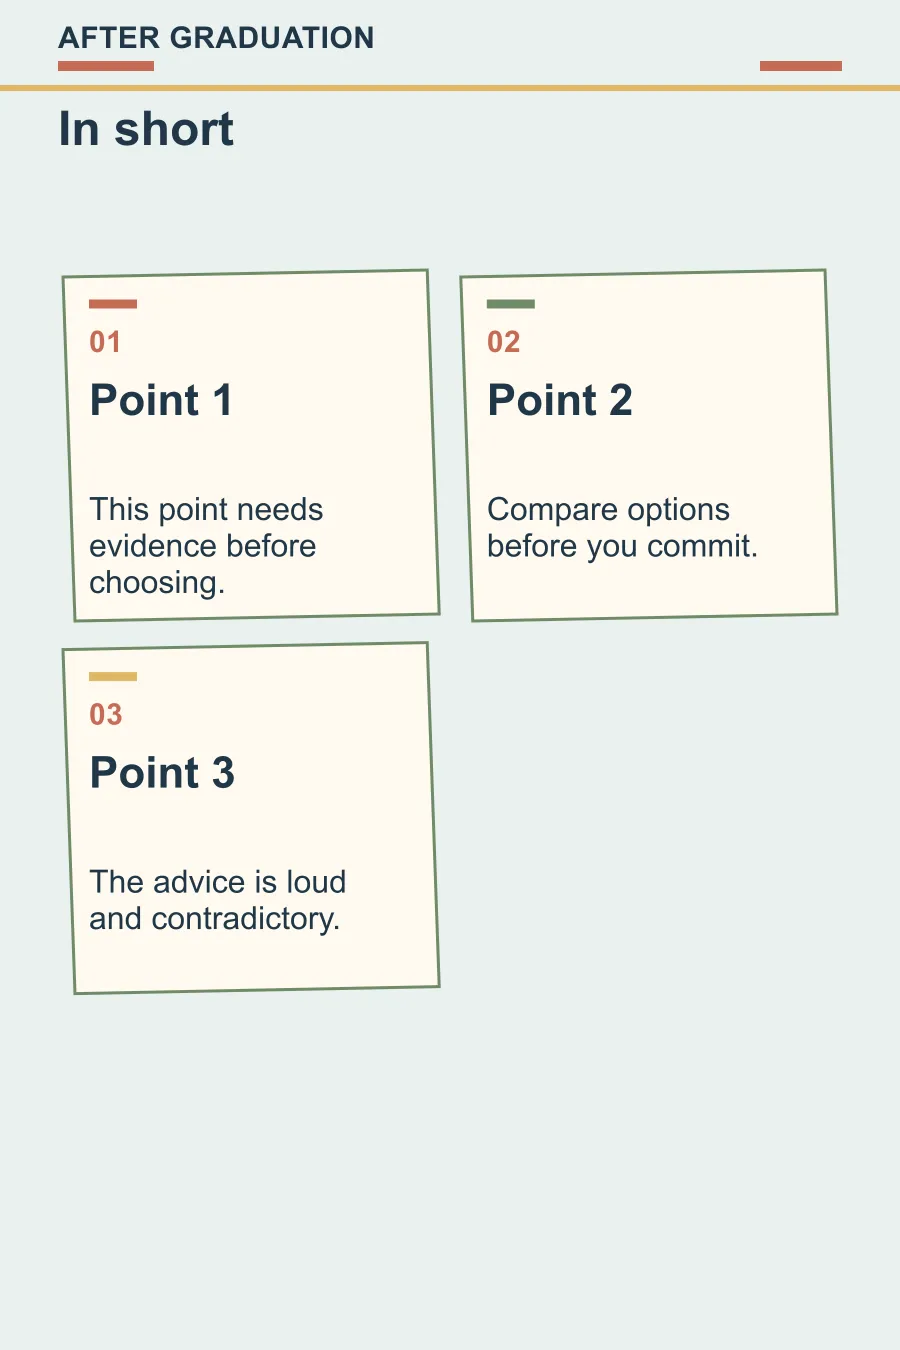 AFTER GRADUATION
In short
01
Point 1
This point needs
evidence before
choosing.
02
Point 2
Compare options
before you commit.
03
Point 3
The advice is loud
and contradictory.